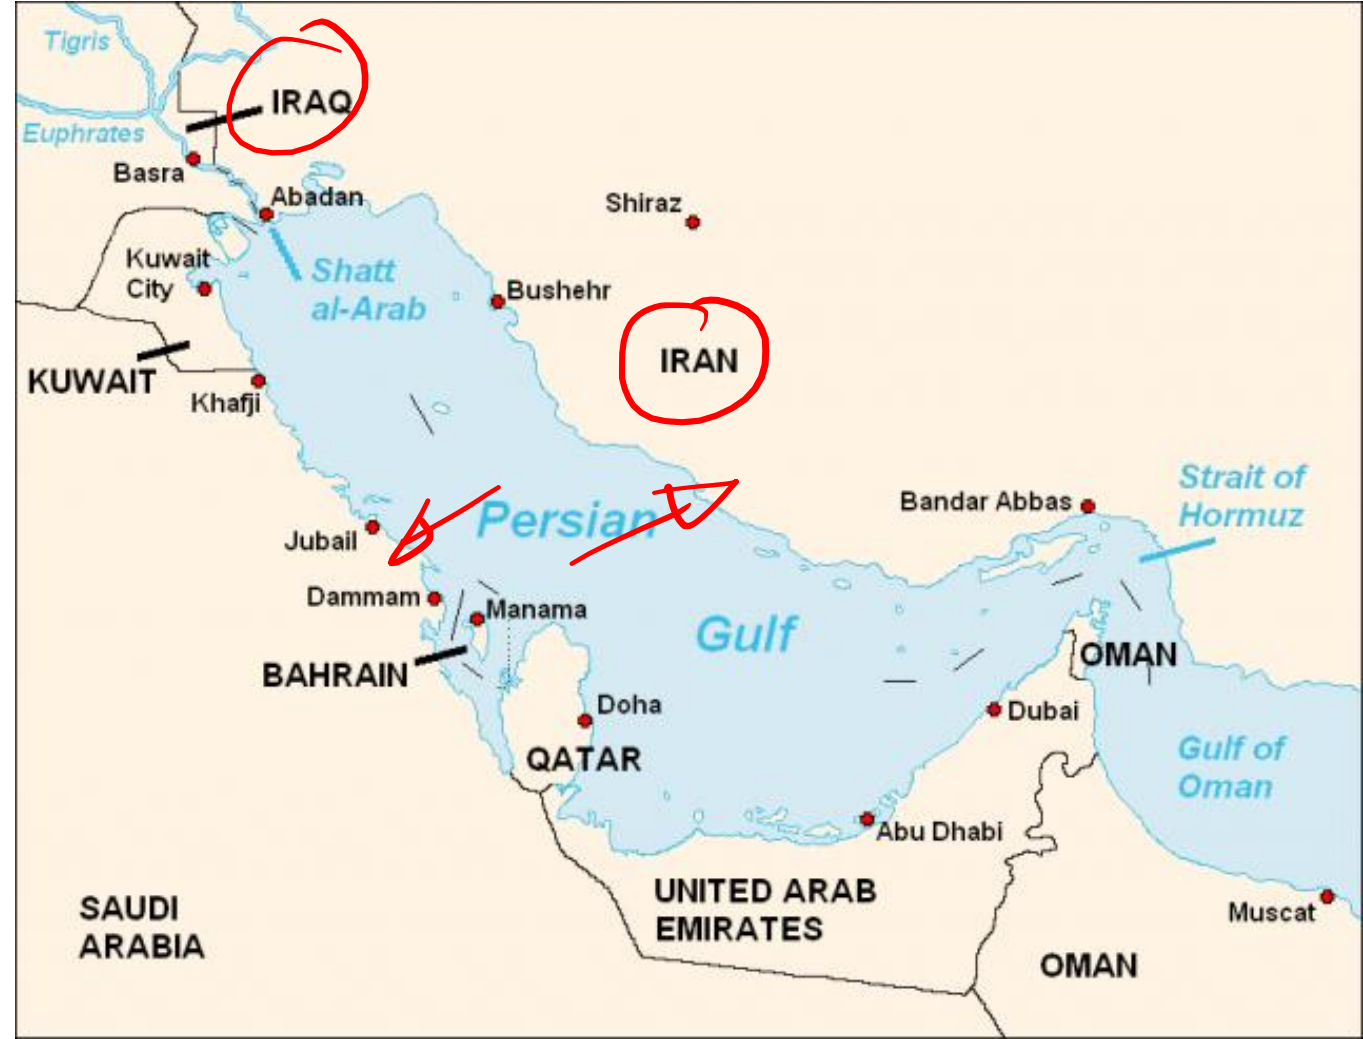 Tigris
IRAQ
Euphrates
Basra
Abadan
Shiraz
Kuwait
City
Shatt
al-Arab
Bushehr
IRAN
KUWAIT
Khafji
Strait of
Hormuz
Bandar Abbas
Persian
Jubail
Dammam
Manama
Gulf
BAHRAIN
OMAN
Doha
Dubai
QATAR
Gulf of
Oman
Abu Dhabi
UNITED ARAB
EMIRATES
SAUDI
ARABIA
Muscat
OMAN